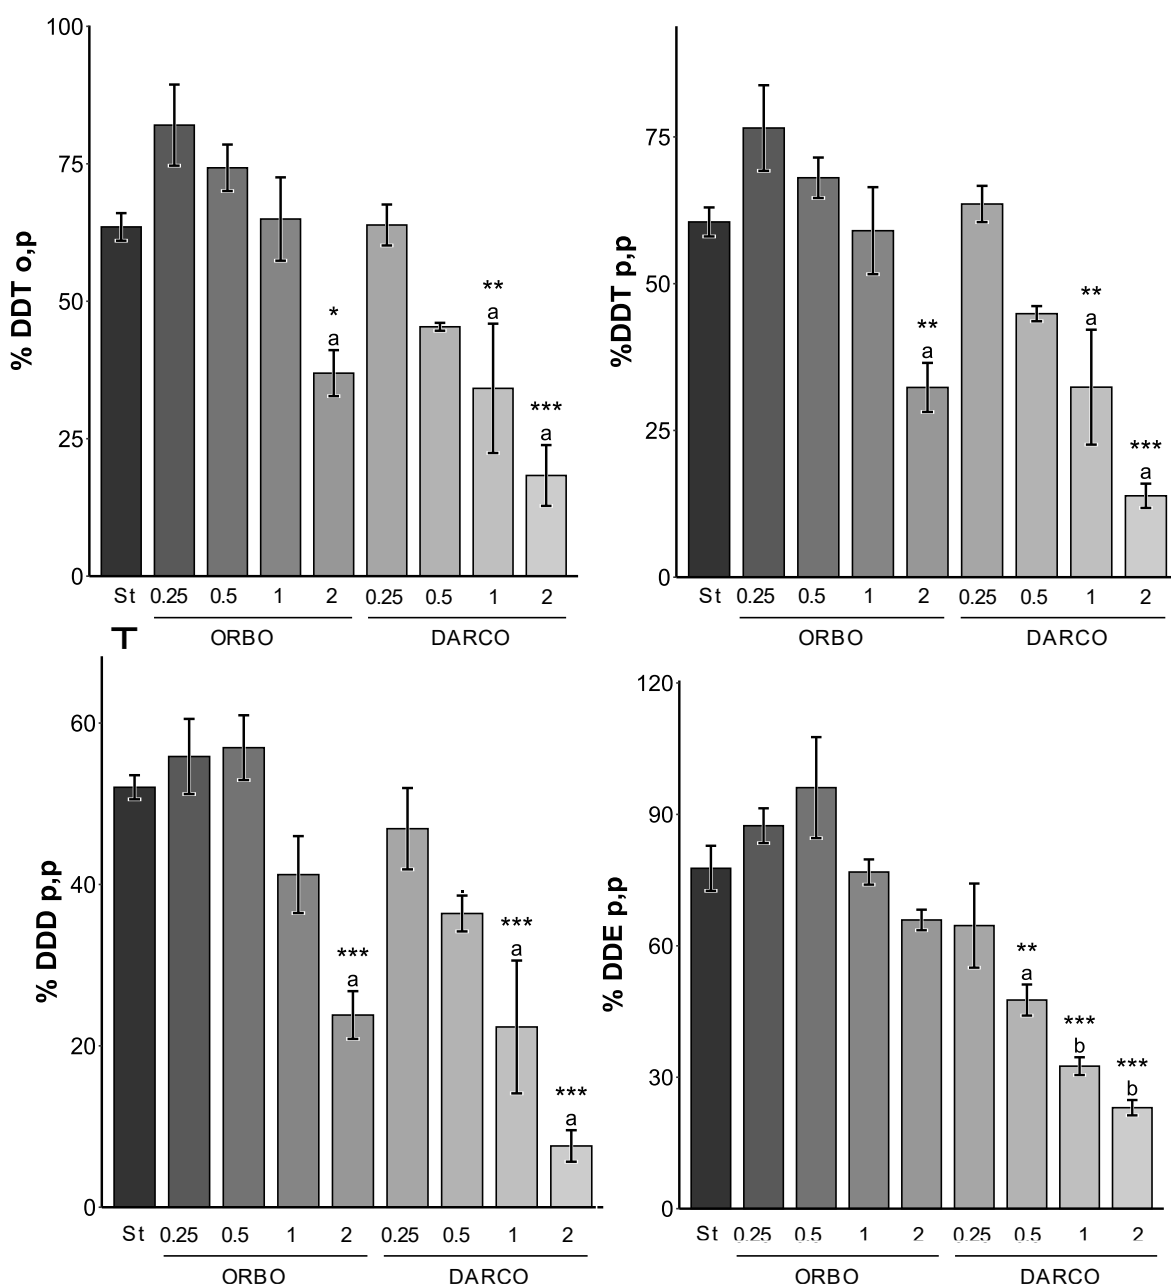 100
75
50
25
0
% DDT o,p
*
a
**
a
***
a
St 0.25 0.5 1 2 0.25 0.5 1 2
ORBO DARCO
75
50
25
0
%DDT p,p
**
a
**
a
***
a
St 0.25 0.5 1 2 0.25 0.5 1 2
ORBO DARCO
60
40
20
0
% DDD p,p
***
a
***
a
***
a
St 0.25 0.5 1 2 0.25 0.5 1 2
ORBO DARCO
120
90
60
30
0
% DDE p,p
**
a
***
b
***
b
St 0.25 0.5 1 2 0.25 0.5 1 2
ORBO DARCO